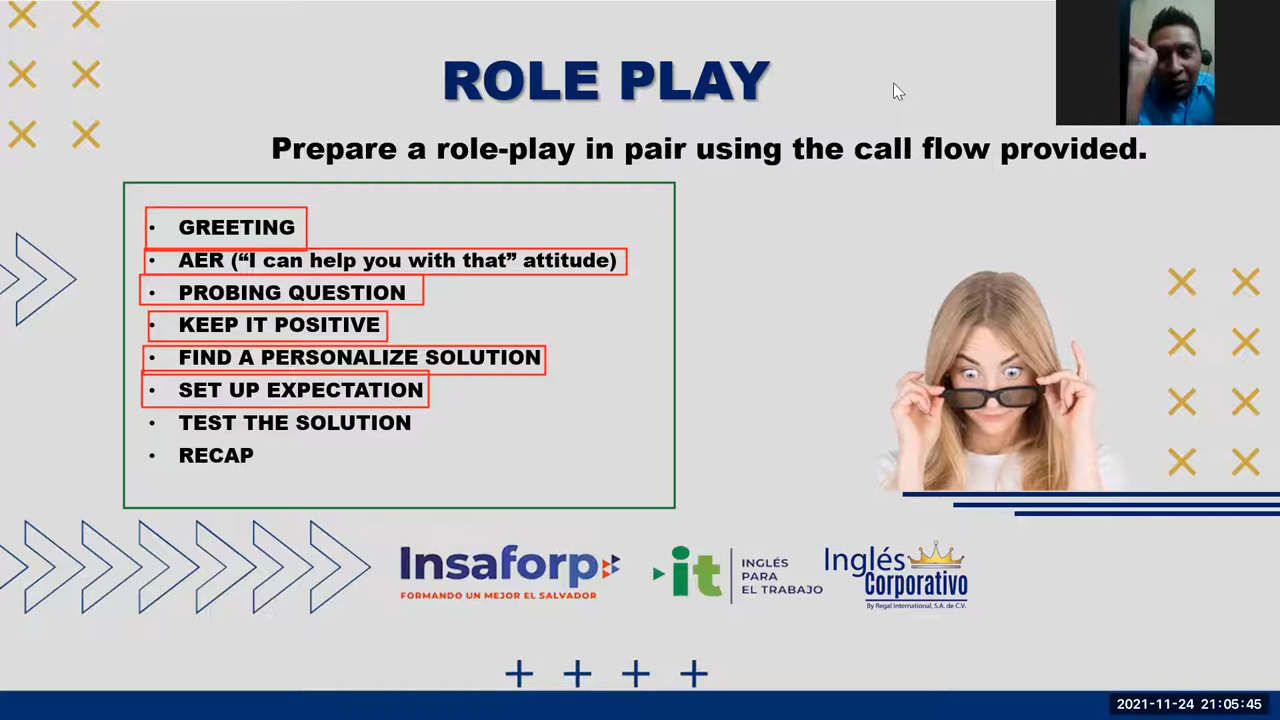 ROLE PLAY
Prepare a role-play in pair using the call flow provided.
• GREETING
• AER (“I can help you with that” attitude)
• PROBING QUESTION
• KEEP IT POSITIVE
• FIND A PERSONALIZE SOLUTION
• SET UP EXPECTATION
• TEST THE SOLUTION
• RECAP
Insaforp
FORMANDO UN MEJOR EL SALVADOR
it
INGLÉS
PARA
EL TRABAJO
Inglés
Corporativo
By Regal International, S.A. de C.V.
2021-11-24 21:05:45